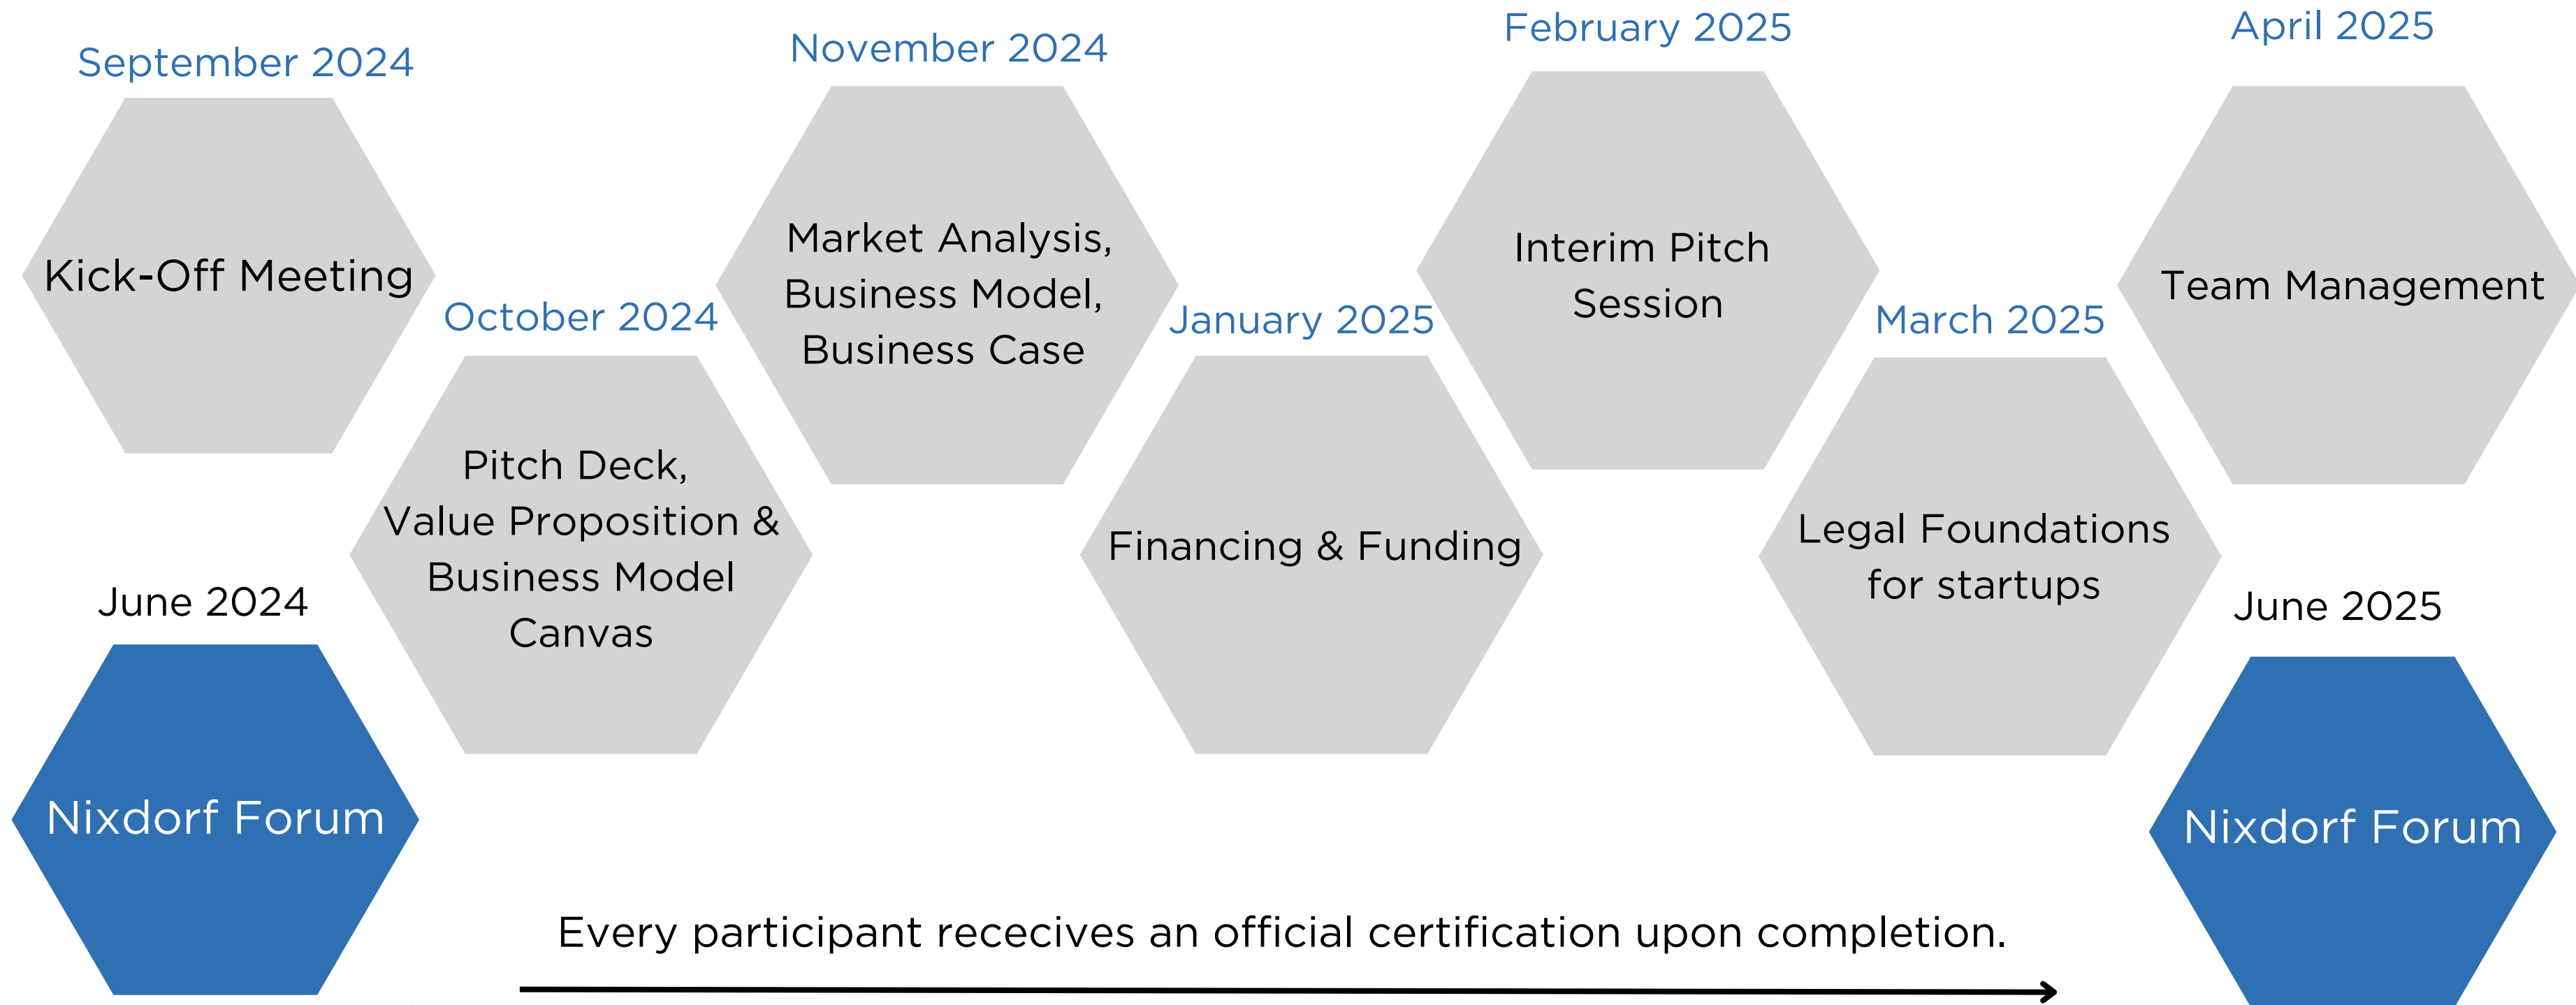 September 2024
Kick-Off Meeting
October 2024
Pitch Deck,
Value Proposition &
Business Model
Canvas
November 2024
Market Analysis,
Business Model,
Business Case
January 2025
Financing & Funding
February 2025
Interim Pitch
Session
March 2025
Legal Foundations
for startups
April 2025
Team Management
June 2024
Nixdorf Forum
June 2025
Nixdorf Forum
Every participant rececives an official certification upon completion.